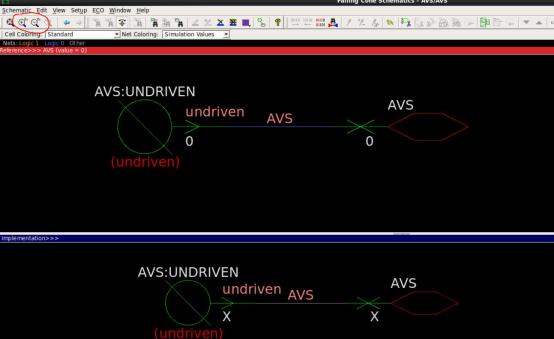 Failing Cone Schematics - AVS/AVS
Schematic Edit View Setup ECO Window Help
Cell Coloring: Standard Net Coloring: Simulation Values
Nets: Logic 1 Logic 0 Other
Reference>>> AVS (value = 0)
AVS:UNDRIVEN
undriven
AVS
AVS
0
0
(undriven)
Implementation>>>
AVS:UNDRIVEN
undriven
AVS
AVS
X
X
(undriven)